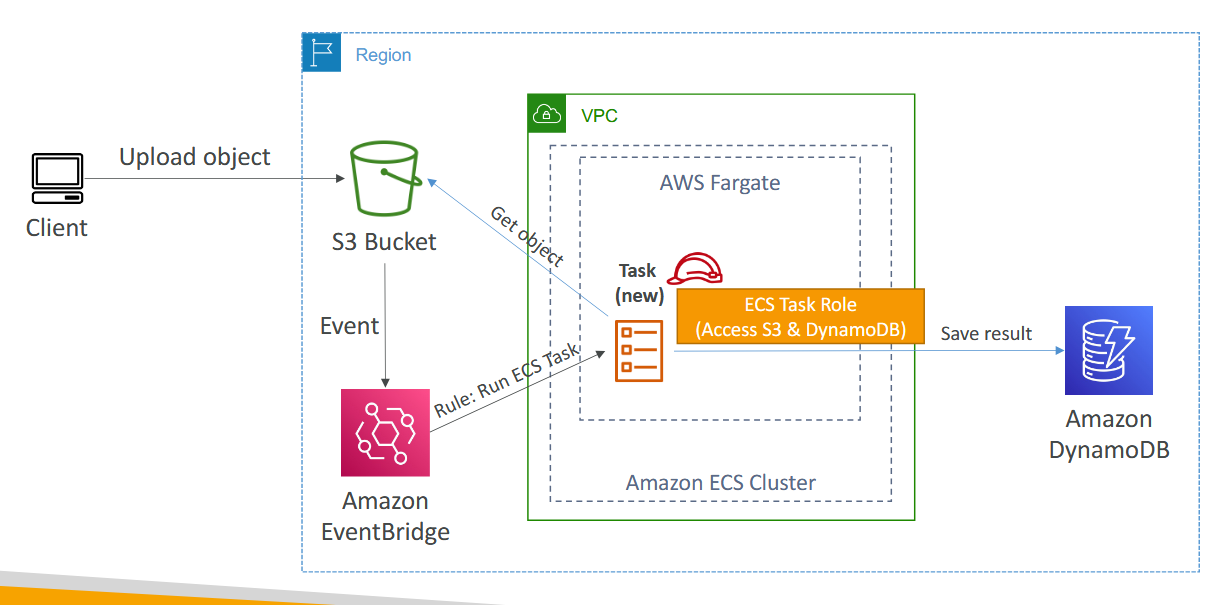 Region
VPC
Upload object
AWS Fargate
Client
S3 Bucket
Get object
Task
(new)
ECS Task Role
(Access S3 & DynamoDB)
Event
Save result
Rule: Run ECS Task
Amazon
DynamoDB
Amazon ECS Cluster
Amazon
EventBridge